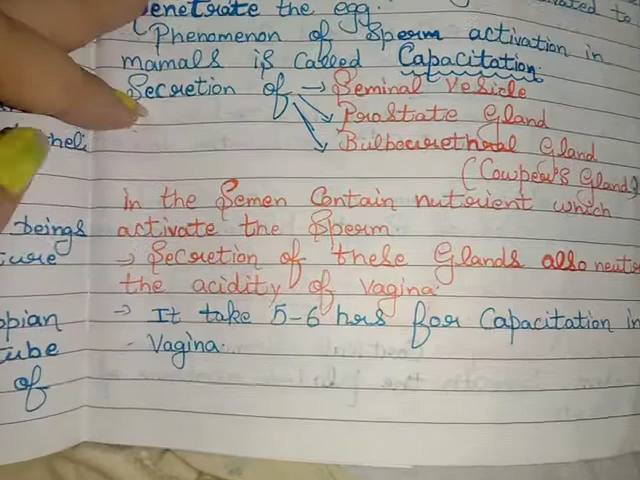 penetrate the egg.
(Phenomenon of Sperm activation in
mamals is called Capacitation.
Secretion of → Seminal Vesicle
Prostate Gland
Bulbourethral Gland
(Cowper's Gland)
in the Semen Contain nutrient which
beings activate the Sperm.
→ Secretion of these Glands also
the acidity of Vagina.
→ It take 5-6 hrs for Capacitation in
tube - Vagina.
of